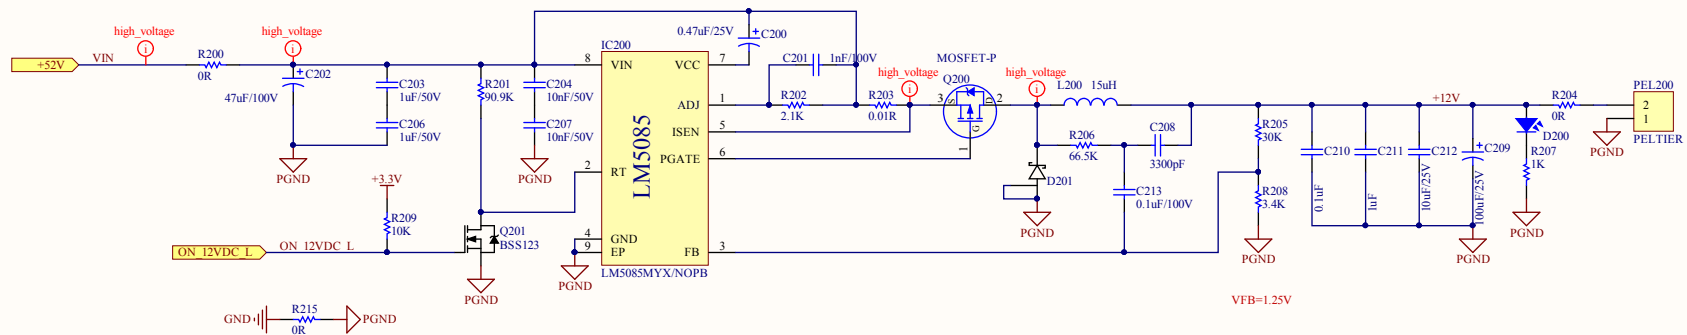 high_voltage
+52V
VIN
R200
0R
high_voltage
C202
47uF/100V
C203
1uF/50V
C206
1uF/50V
PGND
R201
90.9K
C204
10nF/50V
C207
10nF/50V
PGND
+3.3V
R209
10K
ON_12VDC_L
ON_12VDC_L
Q201
BSS123
PGND
GND
R215
0R
PGND
IC200
8
VIN
VCC
7
ADJ
1
ISEN
5
PGATE
6
2
RT
4
GND
9
EP
FB
3
LM5085
LM5085MYX/NOPB
PGND
0.47uF/25V
C200
C201
1nF/100V
R202
2.1K
R203
0.01R
high_voltage
MOSFET-P
Q200
3
S
D
2
G
1
high_voltage
L200
15uH
R206
66.5K
C208
3300pF
D201
PGND
C213
0.1uF/100V
R205
30K
R208
3.4K
PGND
VFB=1.25V
C210
0.1uF
C211
1uF
C212
10uF/25V
C209
100uF/25V
PGND
+12V
D200
R207
1K
PGND
R204
0R
PEL200
2
1
PELTIER
PGND